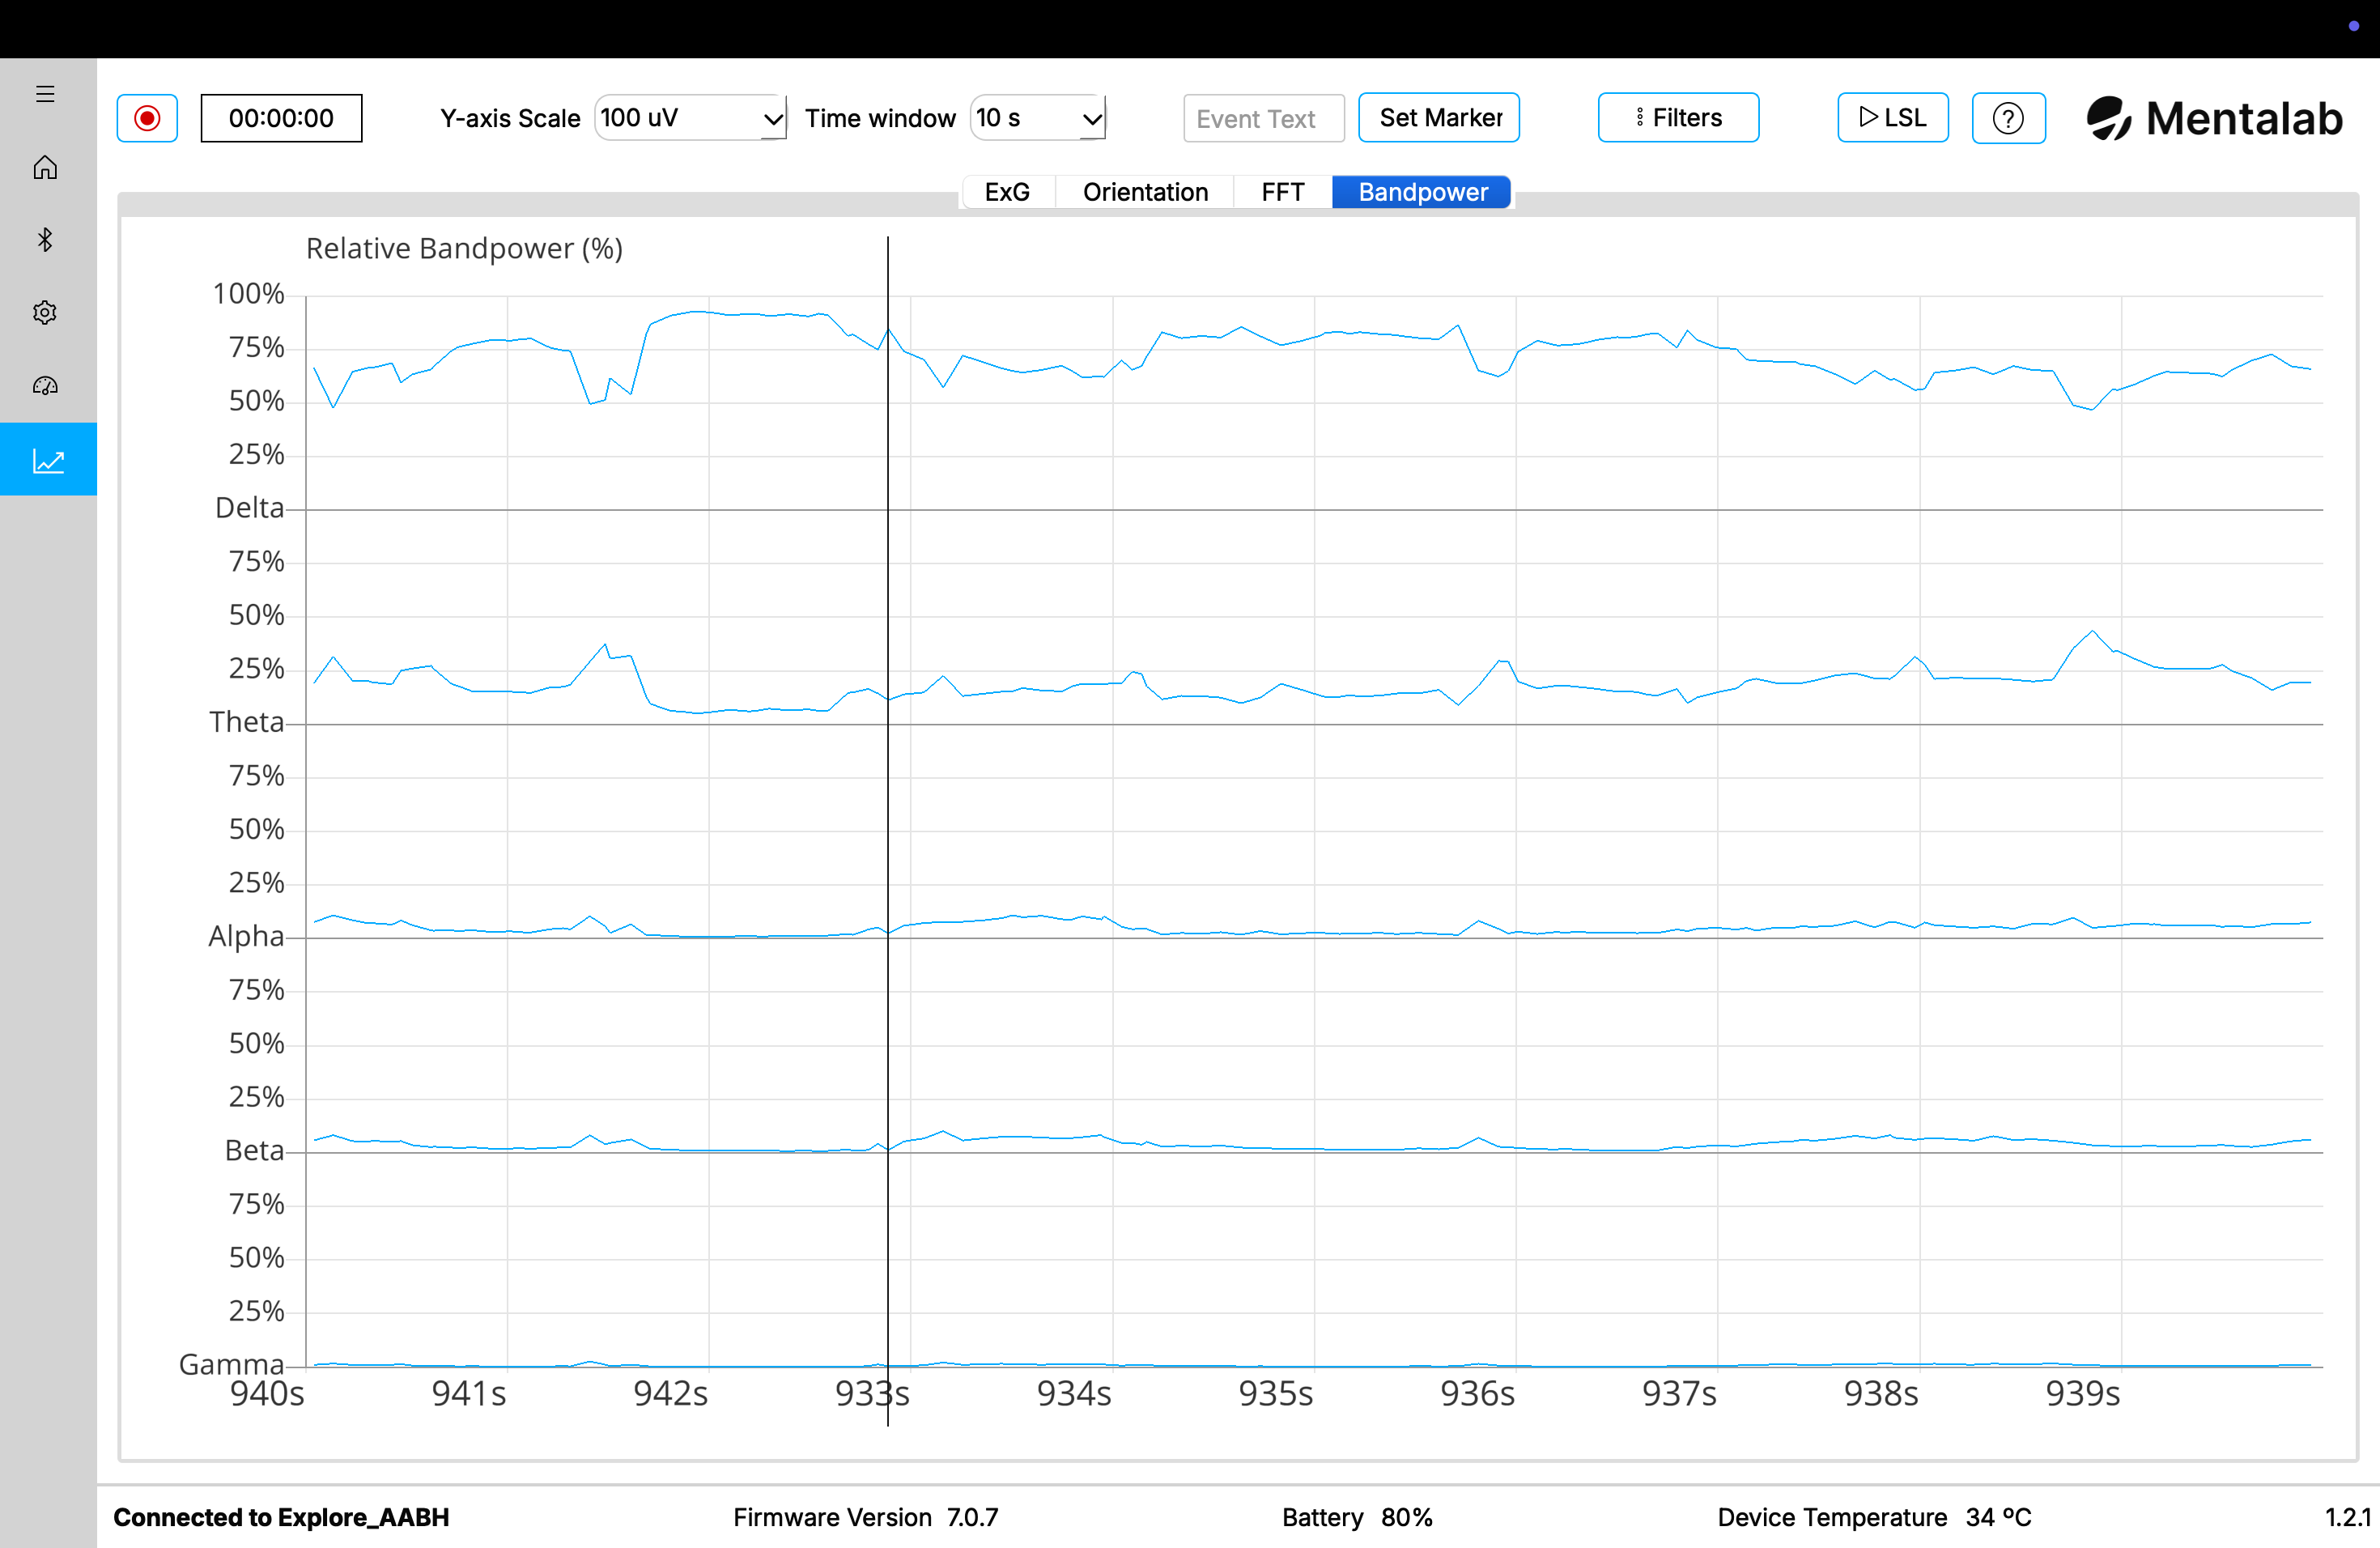 00:00:00 Y-axis Scale 100 uV Time window 10 s Event Text Set Marker Filters LSL ? Mentalab
ExG Orientation FFT Bandpower
Relative Bandpower (%)
100%
75%
50%
25%
Delta
75%
50%
25%
Theta
75%
50%
25%
Alpha
75%
50%
25%
Beta
75%
50%
25%
Gamma
940s 941s 942s 933s 934s 935s 936s 937s 938s 939s
Connected to Explore_AABH Firmware Version 7.0.7 Battery 80% Device Temperature 34 ºC 1.2.1